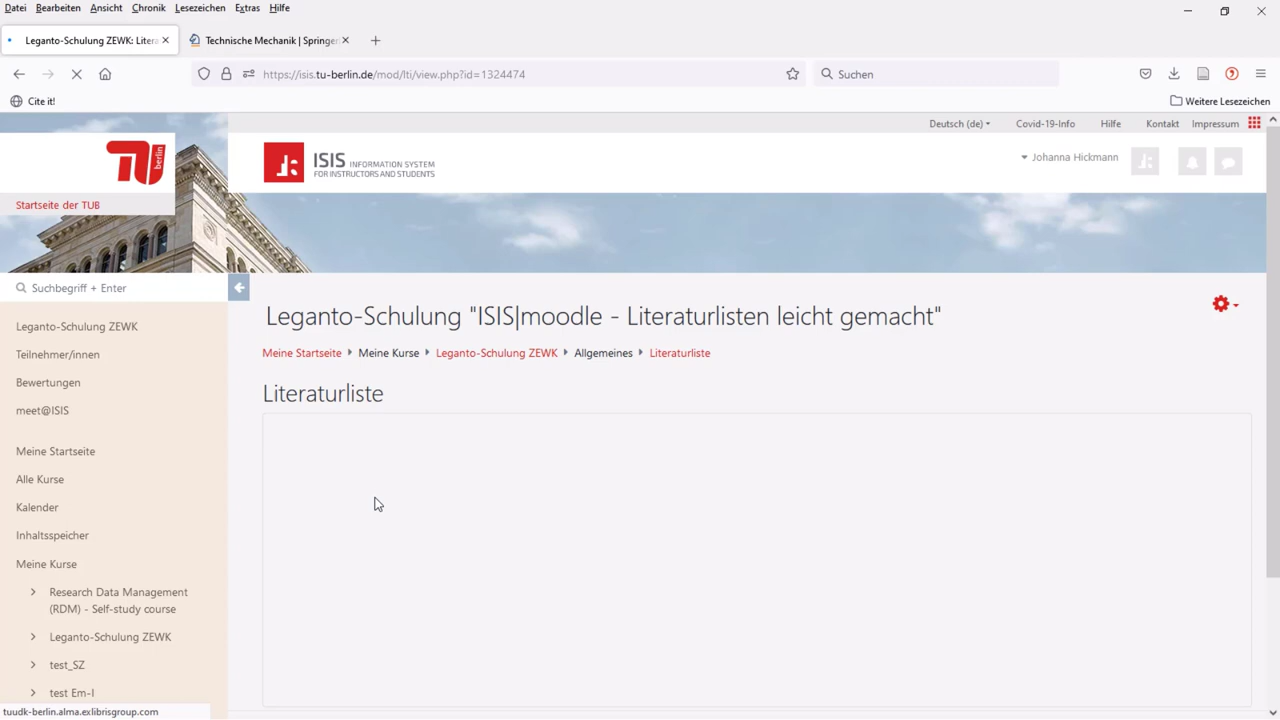 Datei Bearbeiten Ansicht Chronik Lesezeichen Extras Hilfe
Leganto-Schulung ZEWK: Litera
Technische Mechanik | Springer
https://isis.tu-berlin.de/mod/lti/view.php?id=1324474
Suchen
Cite it!
Weitere Lesezeichen
Deutsch (de) Covid-19-Info Hilfe Kontakt Impressum
TU berlin
ISIS INFORMATION SYSTEM
FOR INSTRUCTORS AND STUDENTS
Johanna Hickmann
Startseite der TUB
Suchbegriff + Enter
Leganto-Schulung "ISIS|moodle - Literaturlisten leicht gemacht"
Meine Startseite Meine Kurse Leganto-Schulung ZEWK Allgemeines Literaturliste
Literaturliste
Leganto-Schulung ZEWK
Teilnehmer/innen
Bewertungen
meet@ISIS
Meine Startseite
Alle Kurse
Kalender
Inhaltsspeicher
Meine Kurse
Research Data Management
(RDM) - Self-study course
Leganto-Schulung ZEWK
test_SZ
test Em-I
tuudk-berlin.alma.exlibrisgroup.com